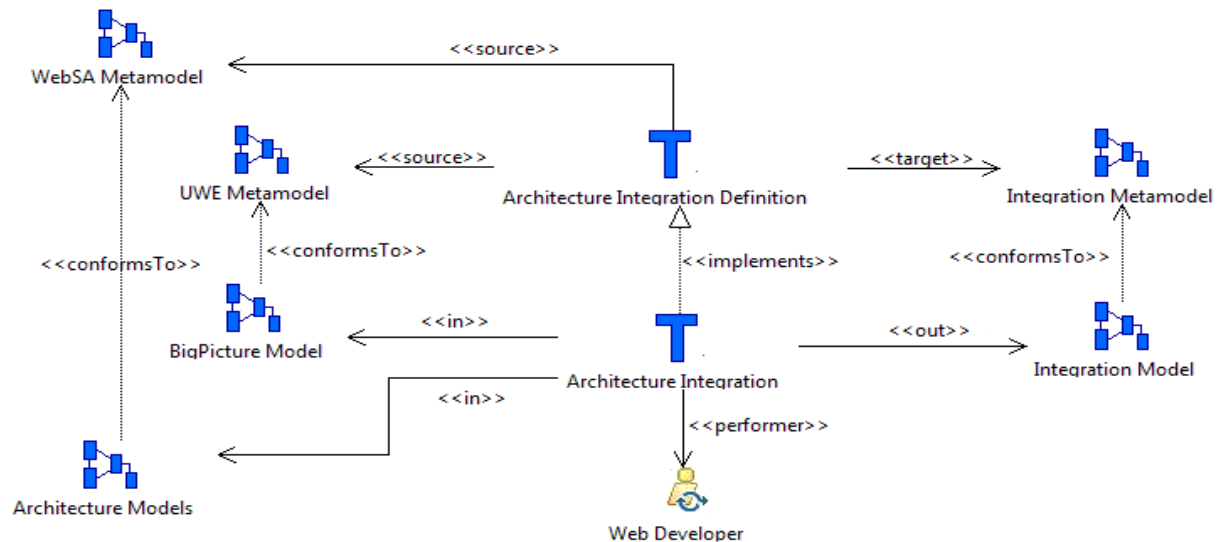 <<source>>
WebSA Metamodel
<<source>>
<<target>>
UWE Metamodel
Architecture Integration Definition
Integration Metamodel
<<conformsTo>>
<<conformsTo>>
<<implements>>
<<conformsTo>>
<<in>>
<<out>>
BigPicture Model
Architecture Integration
Integration Model
<<in>>
<<performer>>
Architecture Models
Web Developer